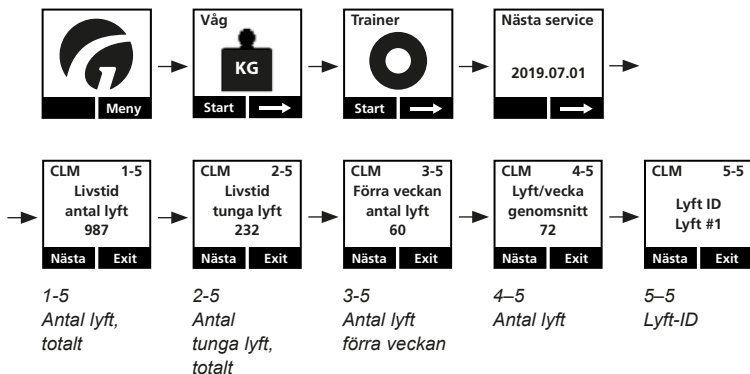 Meny
Våg
KG
Start
Trainer
Start
Nästa service
2019.07.01
CLM 1-5
Livstid
antal lyft
987
Nästa Exit
CLM 2-5
Livstid
tunga lyft
232
Nästa Exit
CLM 3-5
Förra veckan
antal lyft
60
Nästa Exit
CLM 4-5
Lyft/vecka
genomsnitt
72
Nästa Exit
CLM 5-5
Lyft ID
Lyft #1
Nästa Exit
1-5
Antal lyft,
totalt
2-5
Antal
tunga lyft,
totalt
3-5
Antal lyft
förra veckan
4–5
Antal lyft
5–5
Lyft-ID